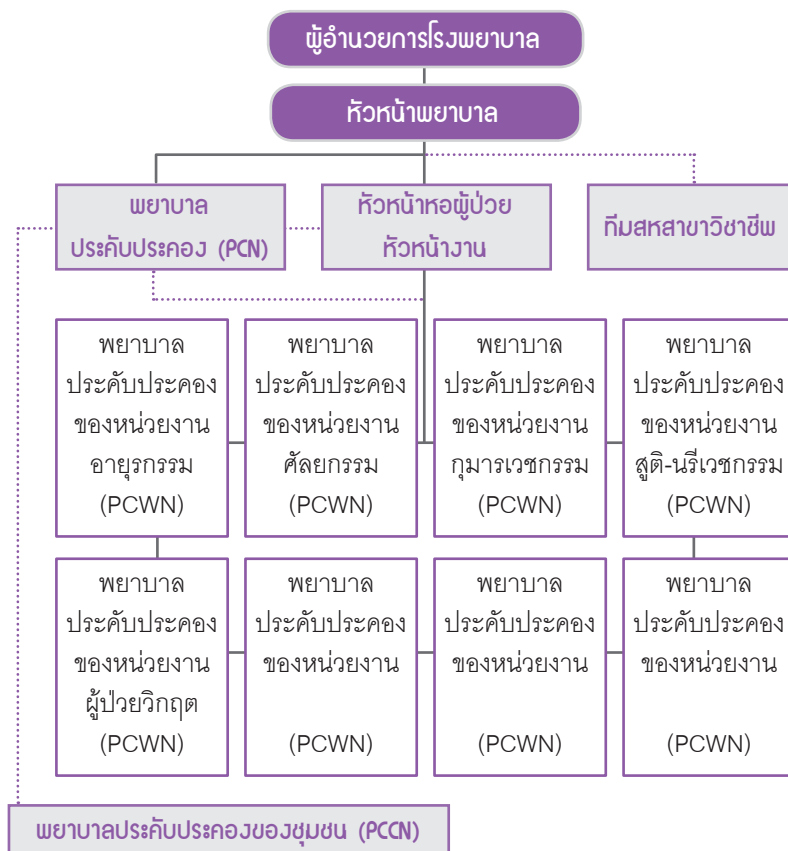 ผู้อำนวยการโรงพยาบาล
หัวหน้าพยาบาล
พยาบาล
ประคับประคอง (PCN)
หัวหน้าหอผู้ป่วย
หัวหน้างาน
ทีมสหสาขาวิชาชีพ
พยาบาล
ประคับประคอง
ของหน่วยงาน
อายุรกรรม
(PCWN)
พยาบาล
ประคับประคอง
ของหน่วยงาน
ศัลยกรรม
(PCWN)
พยาบาล
ประคับประคอง
ของหน่วยงาน
กุมารเวชกรรม
(PCWN)
พยาบาล
ประคับประคอง
ของหน่วยงาน
สูติ-นรีเวชกรรม
(PCWN)
พยาบาล
ประคับประคอง
ของหน่วยงาน
ผู้ป่วยวิกฤต
(PCWN)
พยาบาล
ประคับประคอง
ของหน่วยงาน
(PCWN)
พยาบาล
ประคับประคอง
ของหน่วยงาน
(PCWN)
พยาบาล
ประคับประคอง
ของหน่วยงาน
(PCWN)
พยาบาลประคับประคองของชุมชน (PCCN)